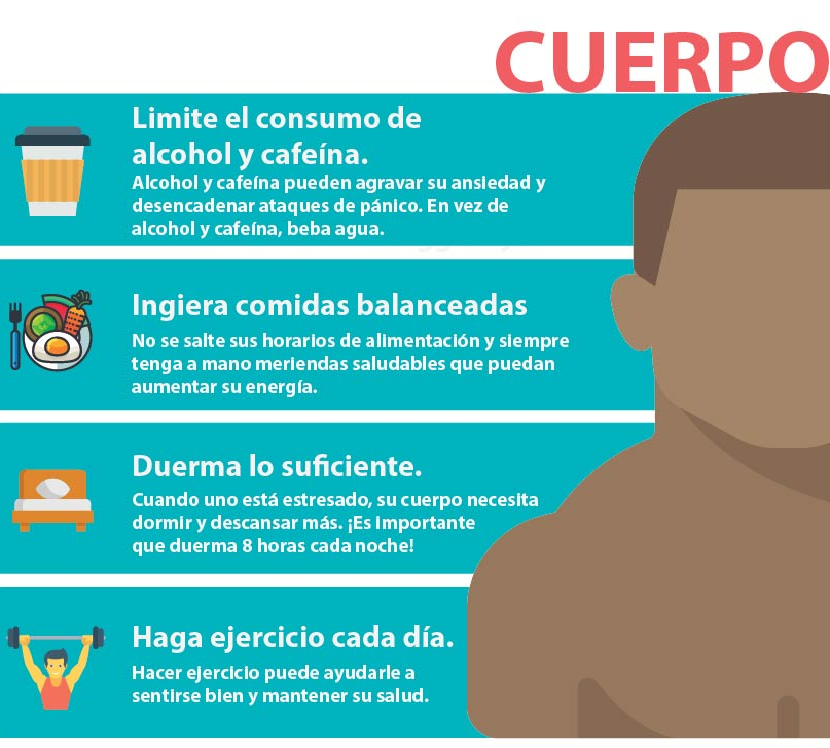 CUERPO
Limite el consumo de
alcohol y cafeína.
Alcohol y cafeína pueden agravar su ansiedad y
desencadenar ataques de pánico. En vez de
alcohol y cafeína, beba agua.
Ingiera comidas balanceadas
No se salte sus horarios de alimentación y siempre
tenga a mano meriendas saludables que puedan
aumentar su energía.
Duerma lo suficiente.
Cuando uno está estresado, su cuerpo necesita
dormir y descansar más. ¡Es importante
que duerma 8 horas cada noche!
Haga ejercicio cada día.
Hacer ejercicio puede ayudarle a
sentirse bien y mantener su salud.